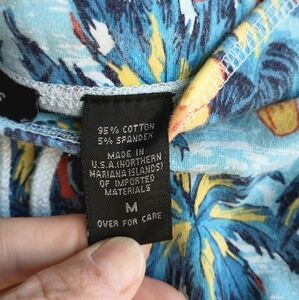 95% COTTON
5% SPANDEX
MADE IN
U.S.A.(NORTHERN
MARIANA ISLANDS)
OF IMPORTED
MATERIALS
M
OVER FOR CARE